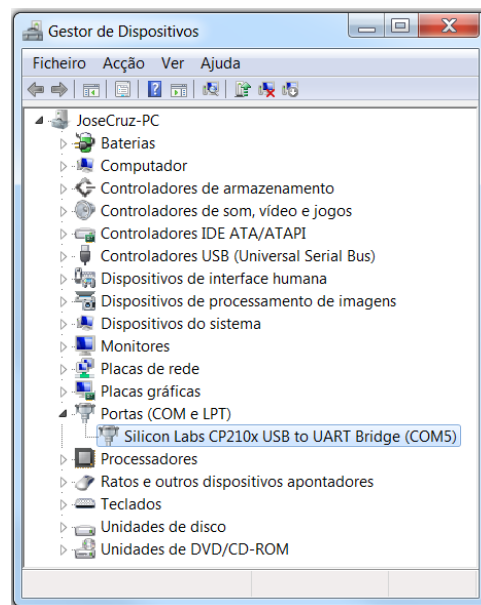 Gestor de Dispositivos
Ficheiro Acção Ver Ajuda
JoseCruz-PC
Baterias
Computador
Controladores de armazenamento
Controladores de som, vídeo e jogos
Controladores IDE ATA/ATAPI
Controladores USB (Universal Serial Bus)
Dispositivos de interface humana
Dispositivos de processamento de imagens
Dispositivos do sistema
Monitores
Placas de rede
Placas gráficas
Portas (COM e LPT)
Silicon Labs CP210x USB to UART Bridge (COM5)
Processadores
Ratos e outros dispositivos apontadores
Teclados
Unidades de disco
Unidades de DVD/CD-ROM